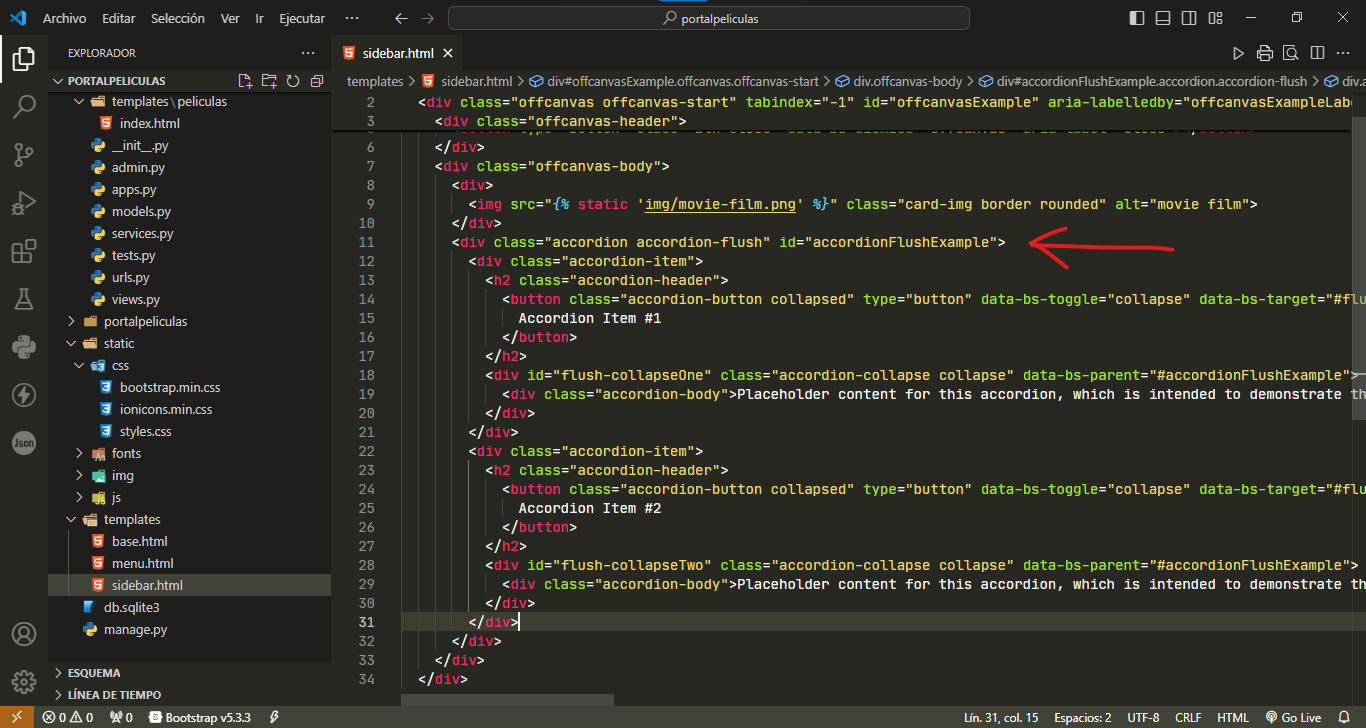 Archivo Editar Selección Ver Ir Ejecutar ··· portalpeliculas
EXPLORADOR ···
PORTALPELICULAS
templates \ peliculas
index.html
__init__.py
admin.py
apps.py
models.py
services.py
tests.py
urls.py
views.py
portalpeliculas
static
css
bootstrap.min.css
ionicons.min.css
styles.css
fonts
img
js
templates
base.html
menu.html
sidebar.html
db.sqlite3
manage.py
ESQUEMA
LÍNEA DE TIEMPO
Json
sidebar.html
templates > sidebar.html > div#offcanvasExample.offcanvas.offcanvas-start > div.offcanvas-body > div#accordionFlushExample.accordion.accordion-flush > div.a
2 <div class="offcanvas offcanvas-start" tabindex="-1" id="offcanvasExample" aria-labelledby="offcanvasExampleLabe
3 <div class="offcanvas-header">
6 </div>
7 <div class="offcanvas-body">
8 <div>
9 <img src="{% static 'img/movie-film.png' %}" class="card-img border rounded" alt="movie film">
10 </div>
11 <div class="accordion accordion-flush" id="accordionFlushExample">
12 <div class="accordion-item">
13 <h2 class="accordion-header">
14 <button class="accordion-button collapsed" type="button" data-bs-toggle="collapse" data-bs-target="#flu
15 Accordion Item #1
16 </button>
17 </h2>
18 <div id="flush-collapseOne" class="accordion-collapse collapse" data-bs-parent="#accordionFlushExample">
19 <div class="accordion-body">Placeholder content for this accordion, which is intended to demonstrate th
20 </div>
21 </div>
22 <div class="accordion-item">
23 <h2 class="accordion-header">
24 <button class="accordion-button collapsed" type="button" data-bs-toggle="collapse" data-bs-target="#flu
25 Accordion Item #2
26 </button>
27 </h2>
28 <div id="flush-collapseTwo" class="accordion-collapse collapse" data-bs-parent="#accordionFlushExample">
29 <div class="accordion-body">Placeholder content for this accordion, which is intended to demonstrate th
30 </div>
31 </div>
32 </div>
33 </div>
34 </div>
0 0 0 Bootstrap v5.3.3 Lín. 31, col. 15 Espacios: 2 UTF-8 CRLF HTML Go Live